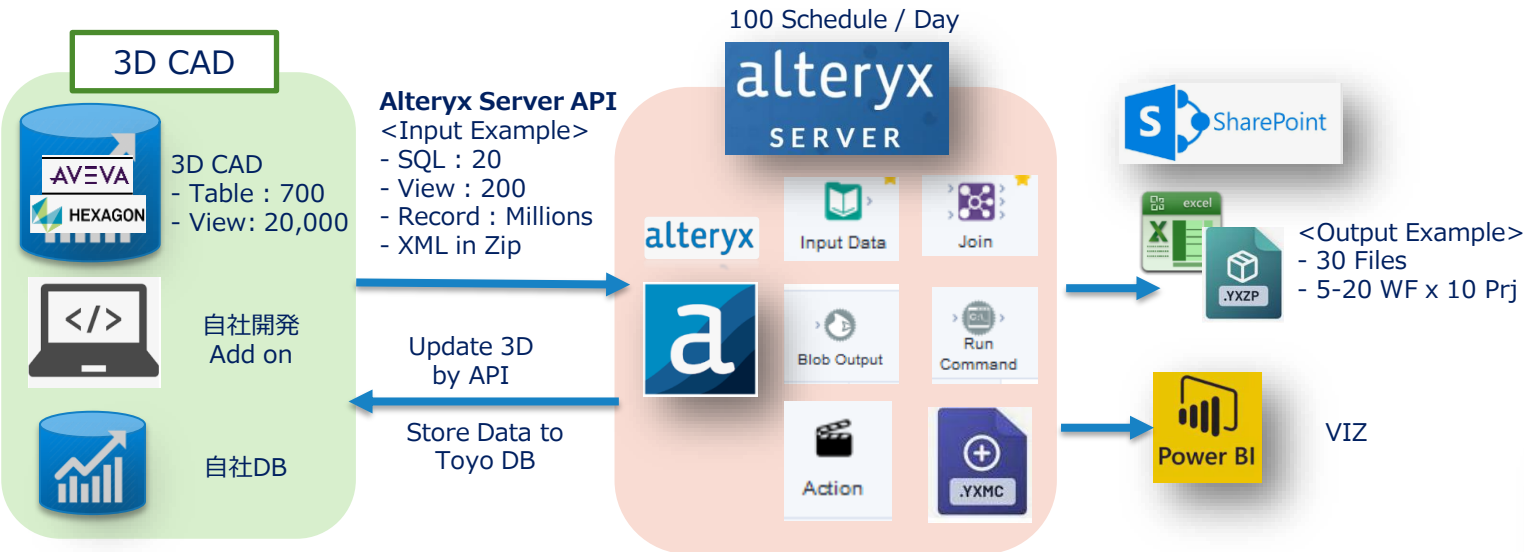 100 Schedule / Day
3D CAD
AVEVA
HEXAGON
3D CAD
- Table : 700
- View: 20,000
</>
自社開発
Add on
自社DB
Alteryx Server API
<Input Example>
- SQL : 20
- View : 200
- Record : Millions
- XML in Zip
Update 3D
by API
Store Data to
Toyo DB
alteryx
SERVER
alteryx
a
Input Data
Join
Blob Output
Run
Command
Action
.YXMC
S
SharePoint
excel
X
.YXZP
<Output Example>
- 30 Files
- 5-20 WF x 10 Prj
Power BI
VIZ